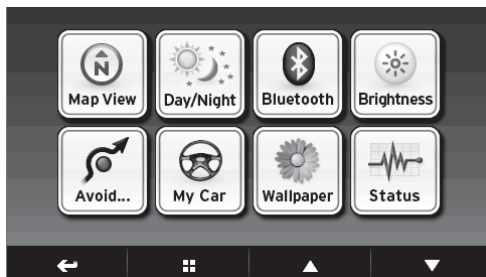 N
Map View
Day/Night
Bluetooth
Brightness
Avoid...
My Car
Wallpaper
Status